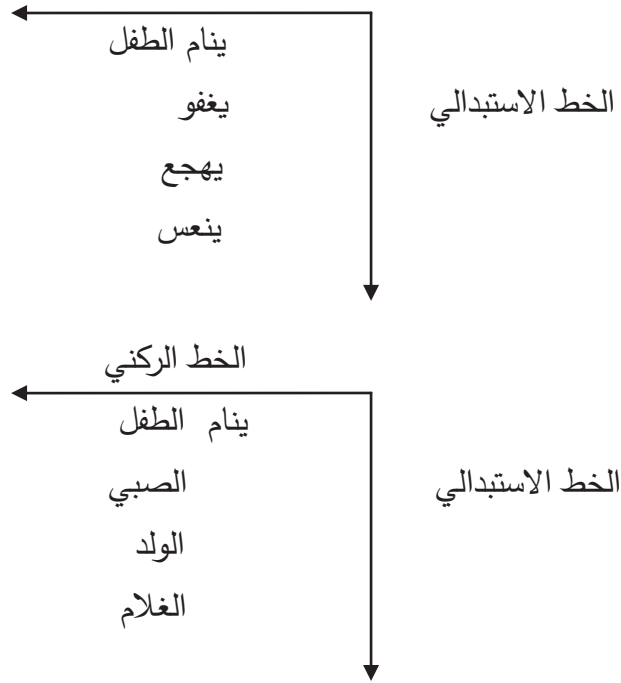 ينام الطفل
الخط الاستبدالي
يغفو
يهجع
ينعس
الخط الركني
ينام الطفل
الخط الاستبدالي
الصبي
الولد
الغلام